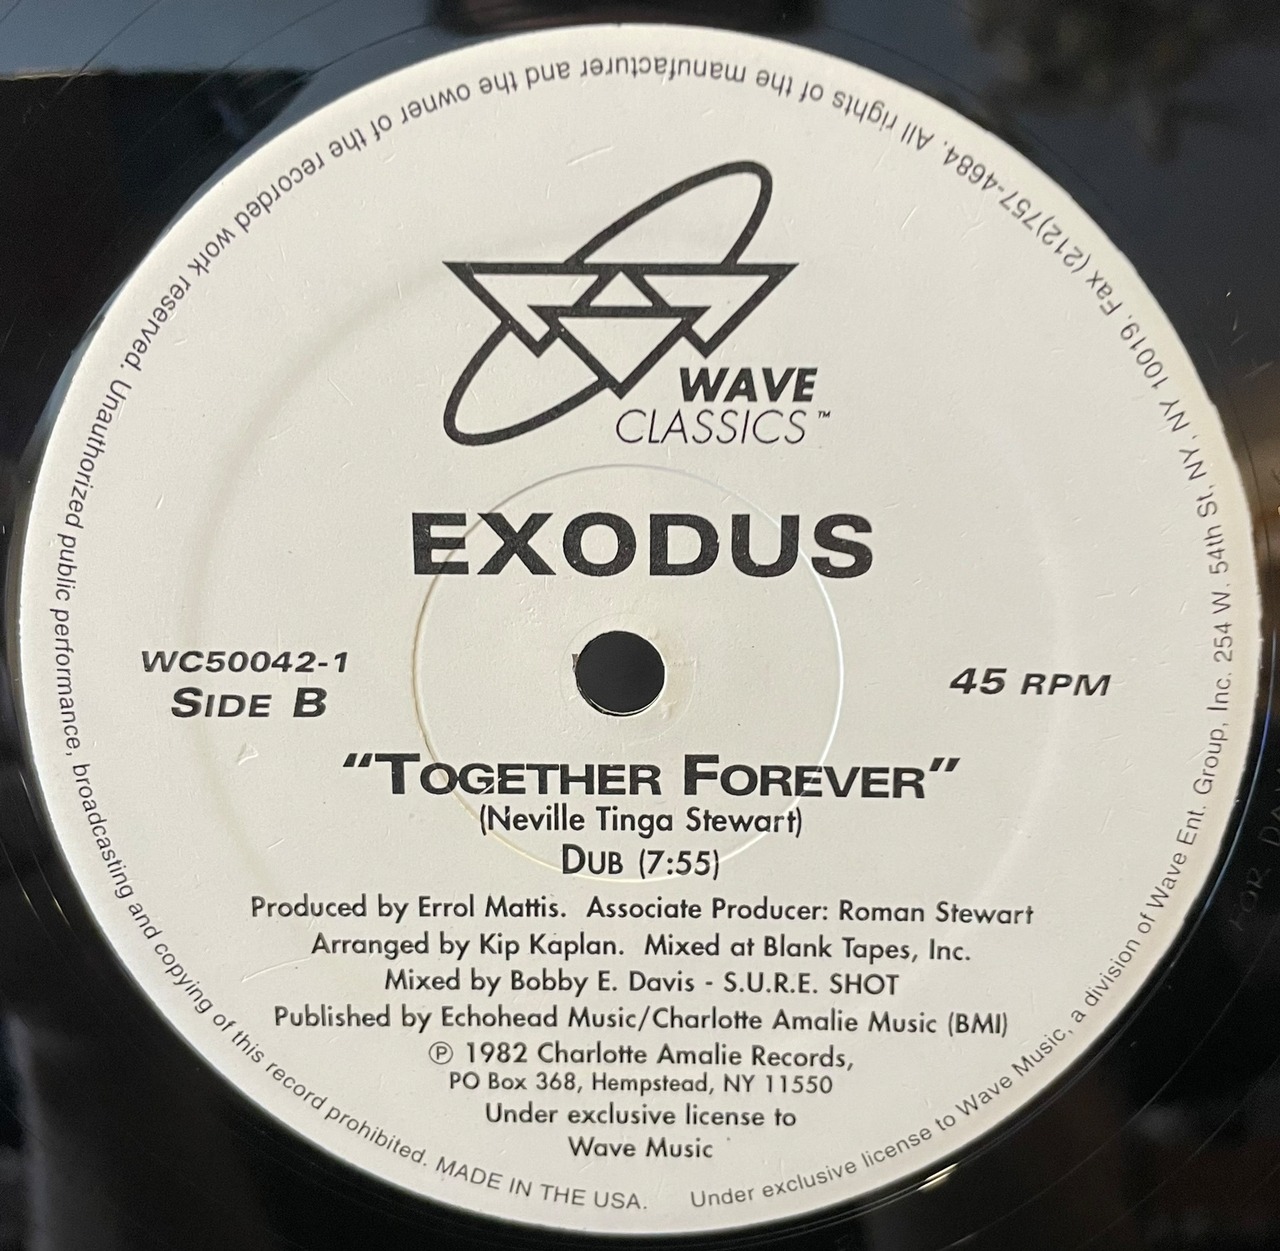 WAVE
CLASSICS™
EXODUS
WC50042-1
SIDE B
45 RPM
"TOGETHER FOREVER"
(Neville Tinga Stewart)
DUB (7:55)
Produced by Errol Mattis. Associate Producer: Roman Stewart
Arranged by Kip Kaplan. Mixed at Blank Tapes, Inc.
Mixed by Bobby E. Davis - S.U.R.E. SHOT
Published by Echohead Music/Charlotte Amalie Music (BMI)
℗ 1982 Charlotte Amalie Records,
PO Box 368, Hempstead, NY 11550
Under exclusive license to
Wave Music
Under exclusive license to Wave Music, a division of Wave Ent. Group, Inc. 254 W. 54th St. NY, NY 10019. Fax (212)757-4684. All rights of the manufacturer and the owner of the recorded work reserved. Unauthorized public performance, broadcasting and copying of this record prohibited. MADE IN THE USA.